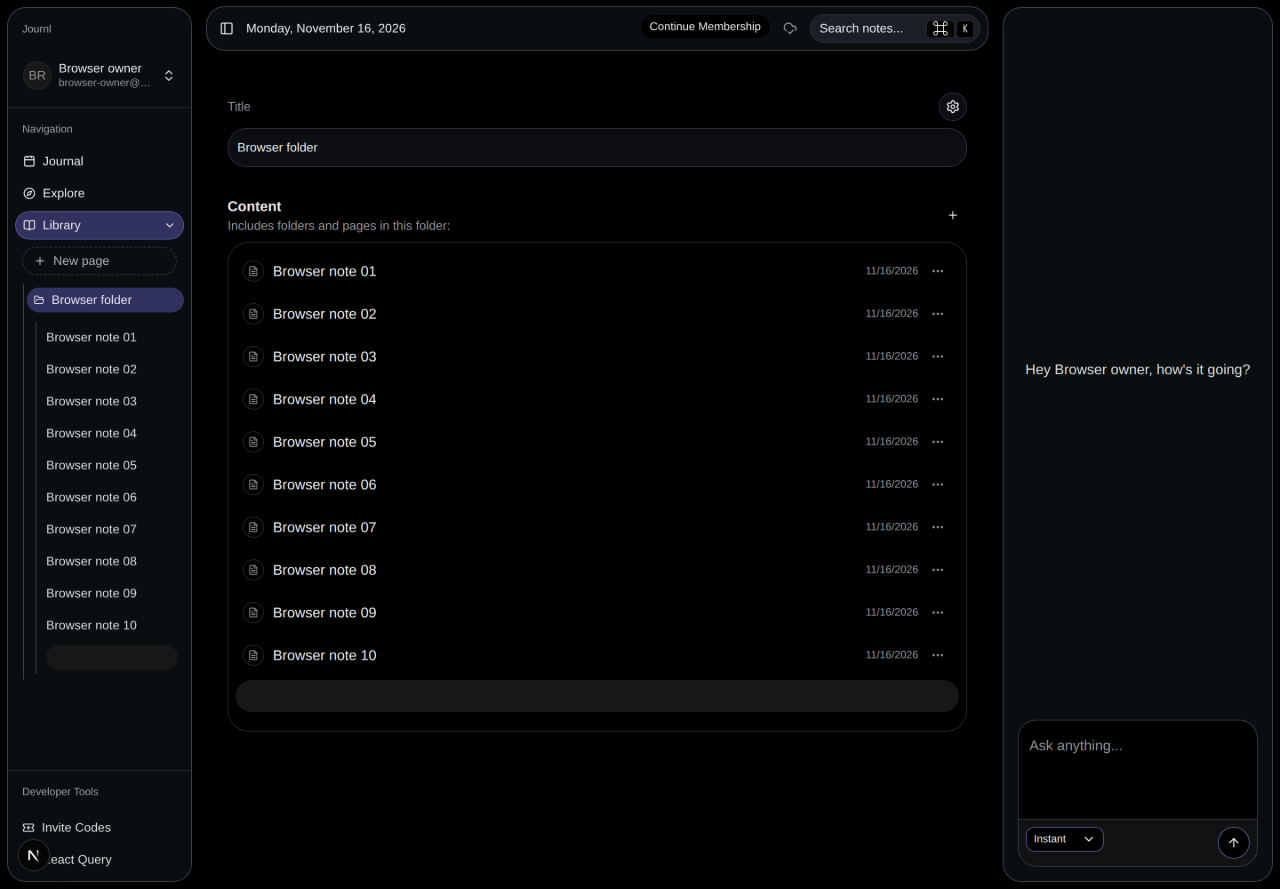 Journl
BR
Browser owner
browser-owner@...
Navigation
Journal
Explore
Library
New page
Browser folder
Browser note 01
Browser note 02
Browser note 03
Browser note 04
Browser note 05
Browser note 06
Browser note 07
Browser note 08
Browser note 09
Browser note 10
Developer Tools
Invite Codes
N
eact Query
Monday, November 16, 2026
Continue Membership
Search notes...
⌘ K
Title
Browser folder
Content
Includes folders and pages in this folder:
Browser note 01 11/16/2026
Browser note 02 11/16/2026
Browser note 03 11/16/2026
Browser note 04 11/16/2026
Browser note 05 11/16/2026
Browser note 06 11/16/2026
Browser note 07 11/16/2026
Browser note 08 11/16/2026
Browser note 09 11/16/2026
Browser note 10 11/16/2026
Hey Browser owner, how's it going?
Ask anything...
Instant